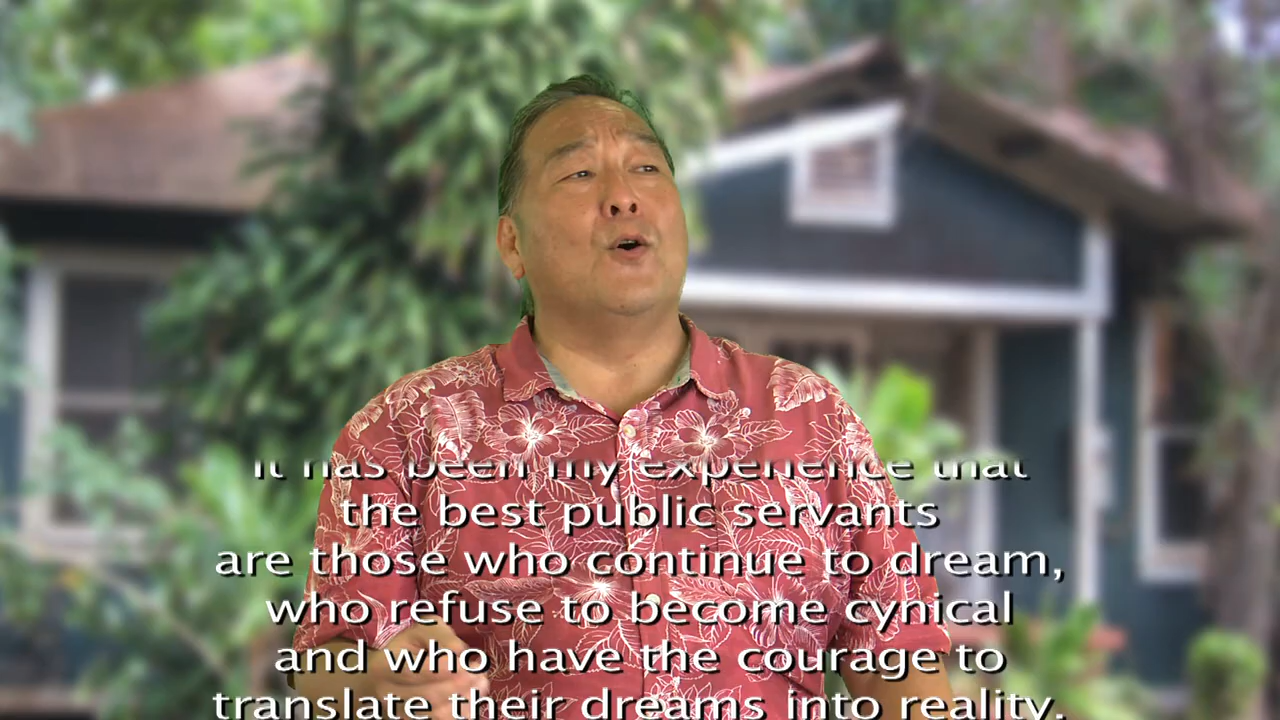 It has been my experience that
the best public servants
are those who continue to dream,
who refuse to become cynical
and who have the courage to
translate their dreams into reality.